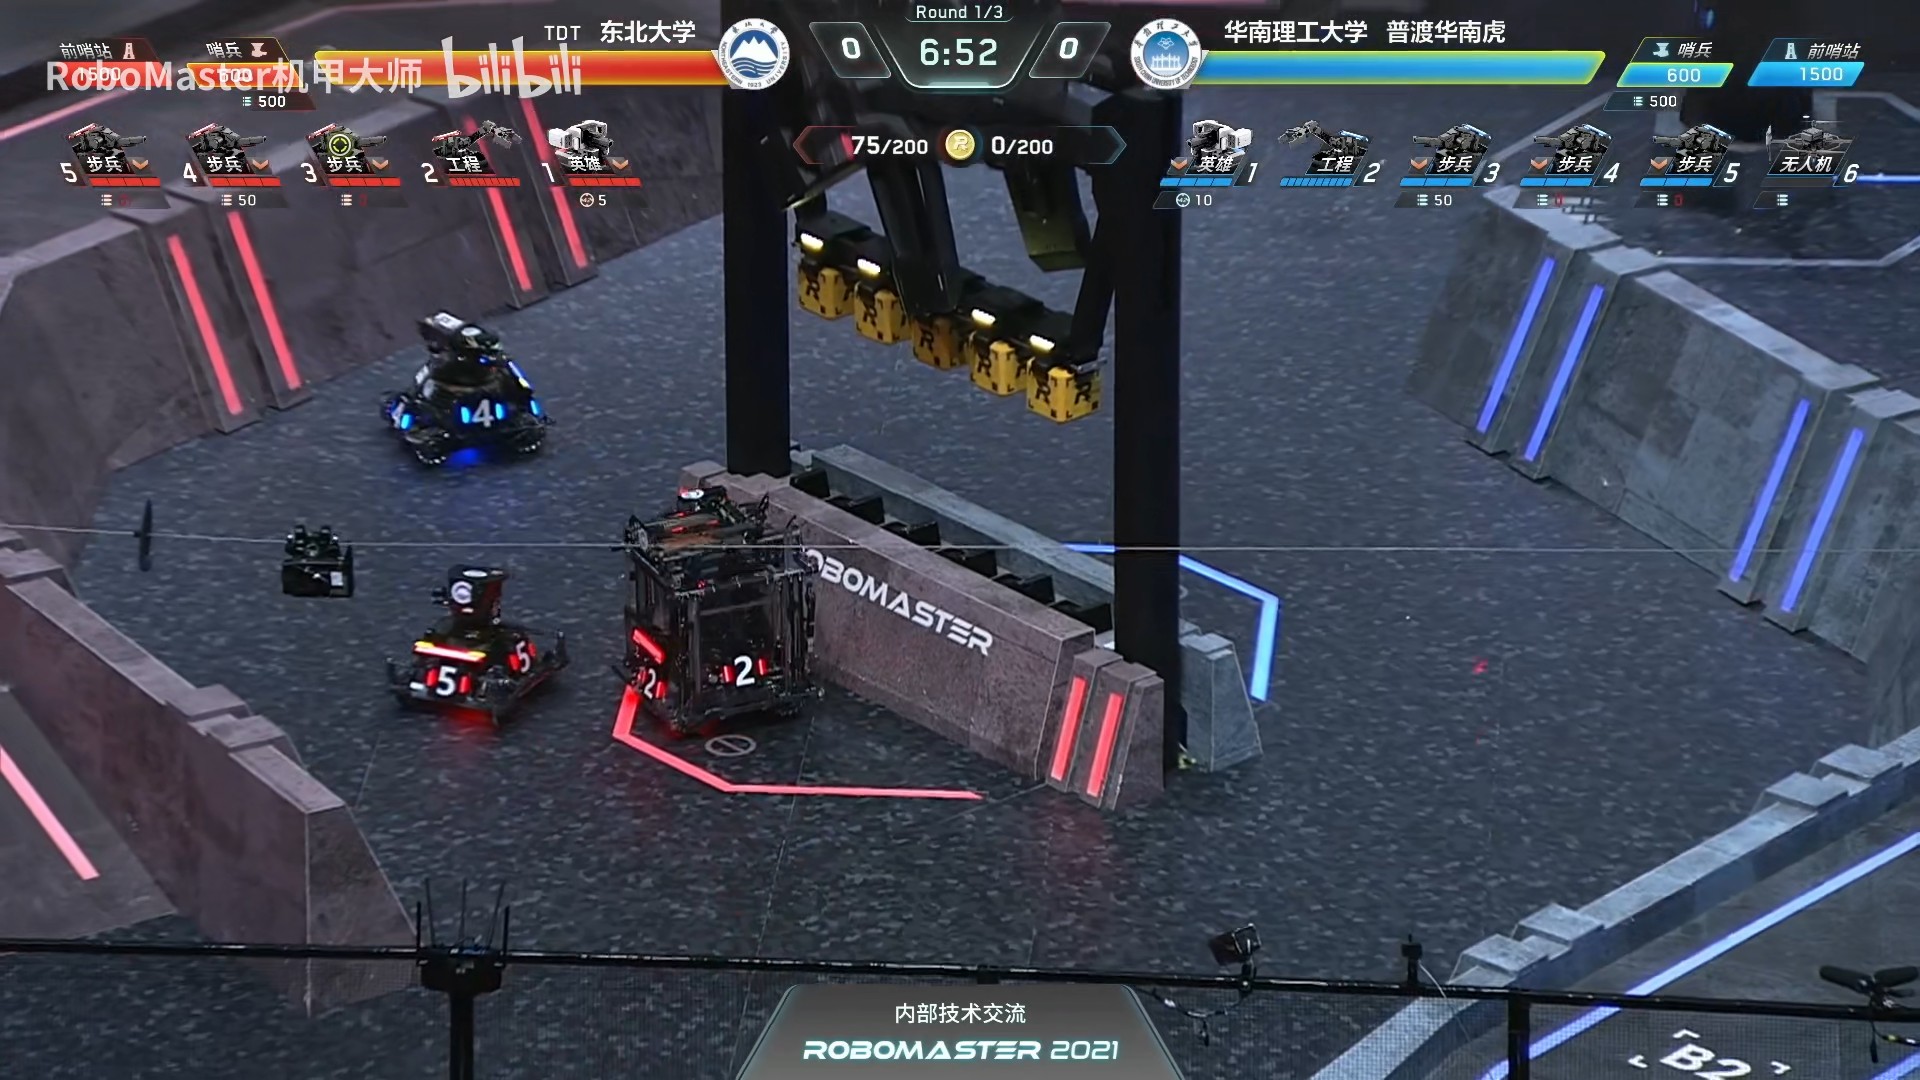 Round 1/3
TDT 东北大学
0
6:52
0
华南理工大学 普渡华南虎
前哨站
哨兵
1500
600
500
RoboMaster机甲大师 bilibili
哨兵
前哨站
600
1500
500
75/200
R
0/200
5 步兵
4 步兵
3 步兵
2 工程
1 英雄
英雄 1
工程 2
步兵 3
步兵 4
步兵 5
无人机 6
50
5
10
50
0
0
R
R
R
R
R
4
ROBOMASTER
5
5
2
2
内部技术交流
ROBOMASTER 2021
B2